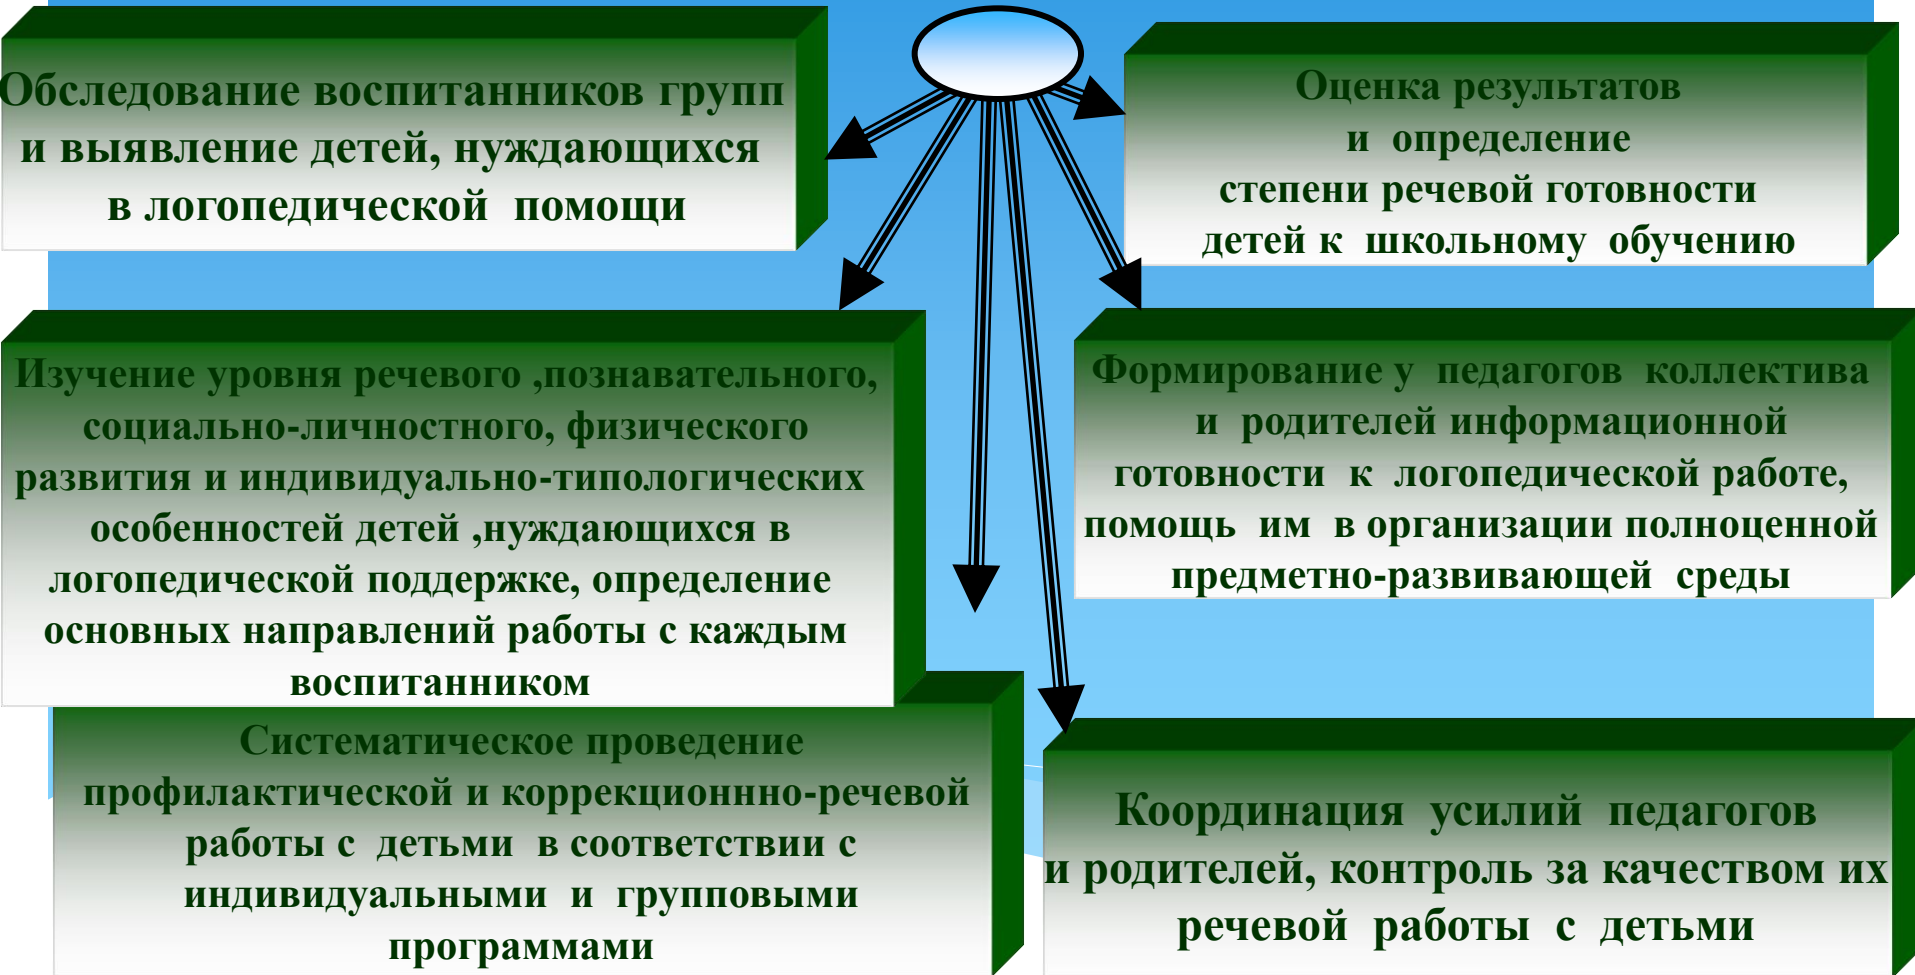 Обследование воспитанников групп
и выявление детей, нуждающихся
в логопедической помощи
Оценка результатов
и определение
степени речевой готовности
детей к школьному обучению
Изучение уровня речевого ,познавательного,
социально-личностного, физического
развития и индивидуально-типологических
особенностей детей ,нуждающихся в
логопедической поддержке, определение
основных направлений работы с каждым
воспитанником
Формирование у педагогов коллектива
и родителей информационной
готовности к логопедической работе,
помощь им в организации полноценной
предметно-развивающей среды
Систематическое проведение
профилактической и коррекционнно-речевой
работы с детьми в соответствии с
индивидуальными и групповыми
программами
Координация усилий педагогов
и родителей, контроль за качеством их
речевой работы с детьми